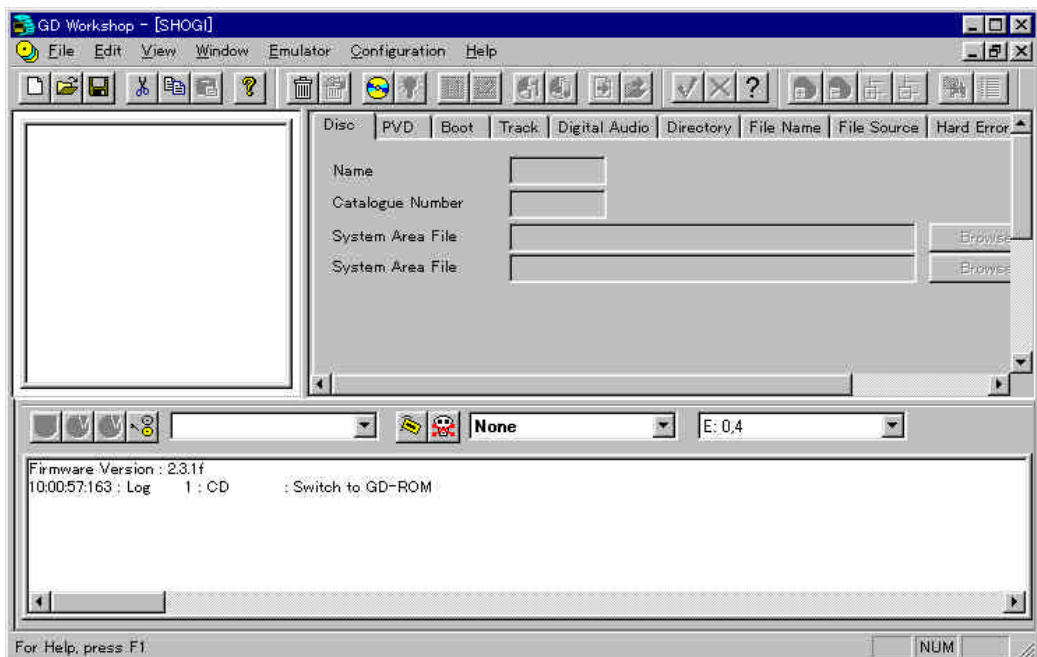 GD Workshop - [SHOGI]
File Edit View Window Emulator Configuration Help
Disc PVD Boot Track Digital Audio Directory File Name File Source Hard Error
Name
Catalogue Number
System Area File Browse
System Area File Browse
None E: 0,4
Firmware Version : 2.3.1f
10:00:57:163 : Log 1 : CD : Switch to GD-ROM
For Help, press F1 NUM